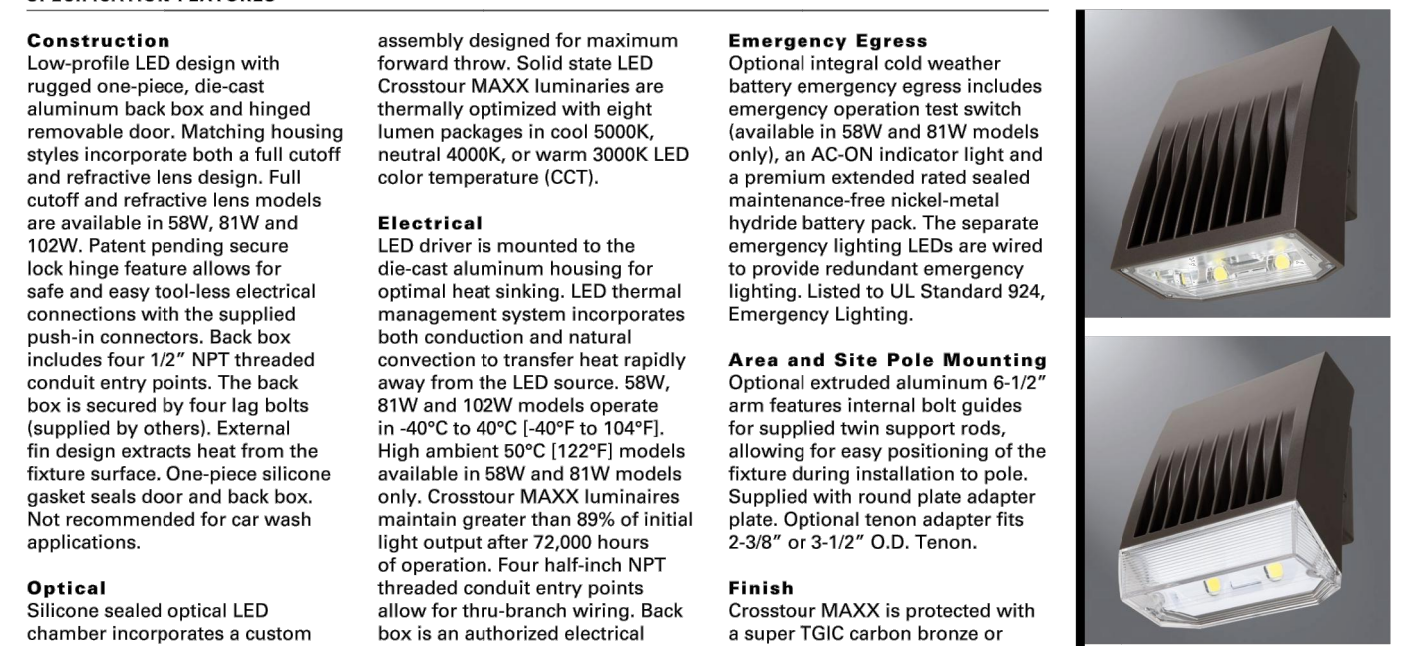 Construction
Low-profile LED design with
rugged one-piece, die-cast
aluminum back box and hinged
removable door. Matching housing
styles incorporate both a full cutoff
and refractive lens design. Full
cutoff and refractive lens models
are available in 58W, 81W and
102W. Patent pending secure
lock hinge feature allows for
safe and easy tool-less electrical
connections with the supplied
push-in connectors. Back box
includes four 1/2″ NPT threaded
conduit entry points. The back
box is secured by four lag bolts
(supplied by others). External
fin design extracts heat from the
fixture surface. One-piece silicone
gasket seals door and back box.
Not recommended for car wash
applications.
Optical
Silicone sealed optical LED
chamber incorporates a custom
assembly designed for maximum
forward throw. Solid state LED
Crosstour MAXX luminaries are
thermally optimized with eight
lumen packages in cool 5000K,
neutral 4000K, or warm 3000K LED
color temperature (CCT).
Electrical
LED driver is mounted to the
die-cast aluminum housing for
optimal heat sinking. LED thermal
management system incorporates
both conduction and natural
convection to transfer heat rapidly
away from the LED source. 58W,
81W and 102W models operate
in -40°C to 40°C [-40°F to 104°F].
High ambient 50°C [122°F] models
available in 58W and 81W models
only. Crosstour MAXX luminaires
maintain greater than 89% of initial
light output after 72,000 hours
of operation. Four half-inch NPT
threaded conduit entry points
allow for thru-branch wiring. Back
box is an authorized electrical
Emergency Egress
Optional integral cold weather
battery emergency egress includes
emergency operation test switch
(available in 58W and 81W models
only), an AC-ON indicator light and
a premium extended rated sealed
maintenance-free nickel-metal
hydride battery pack. The separate
emergency lighting LEDs are wired
to provide redundant emergency
lighting. Listed to UL Standard 924,
Emergency Lighting.
Area and Site Pole Mounting
Optional extruded aluminum 6-1/2″
arm features internal bolt guides
for supplied twin support rods,
allowing for easy positioning of the
fixture during installation to pole.
Supplied with round plate adapter
plate. Optional tenon adapter fits
2-3/8″ or 3-1/2″ O.D. Tenon.
Finish
Crosstour MAXX is protected with
a super TGIC carbon bronze or